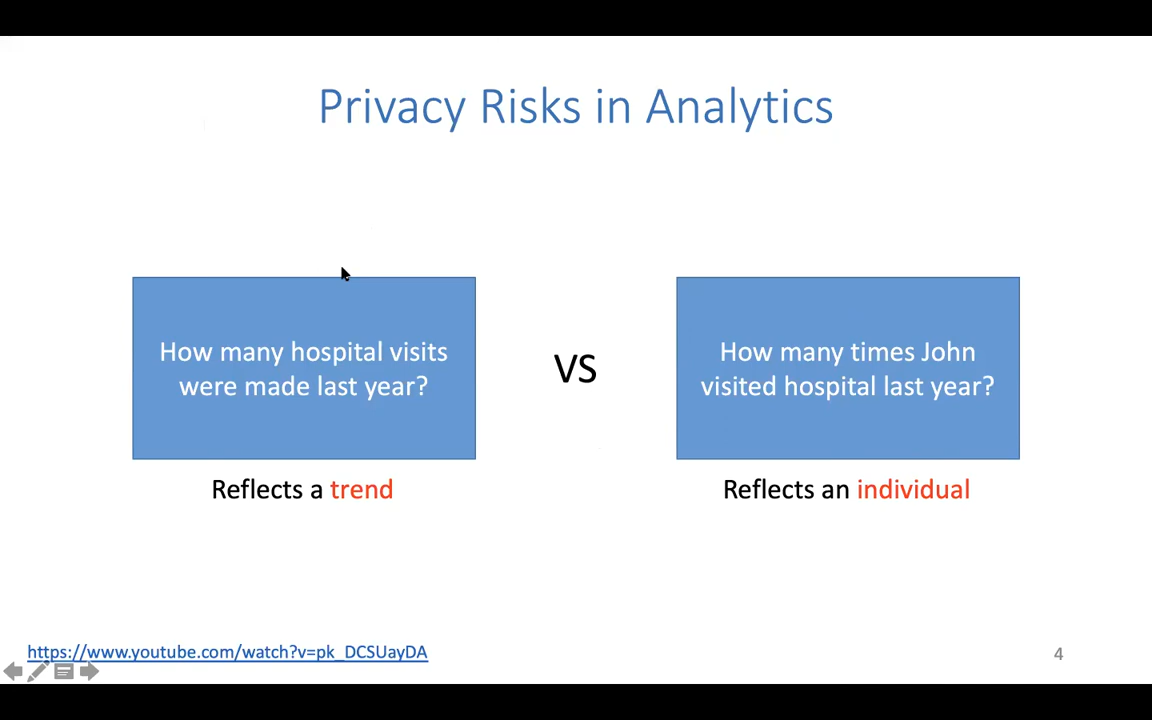 Privacy Risks in Analytics
How many hospital visits
were made last year?
VS
How many times John
visited hospital last year?
Reflects a trend
Reflects an individual
https://www.youtube.com/watch?v=pk_DCSUayDA
4